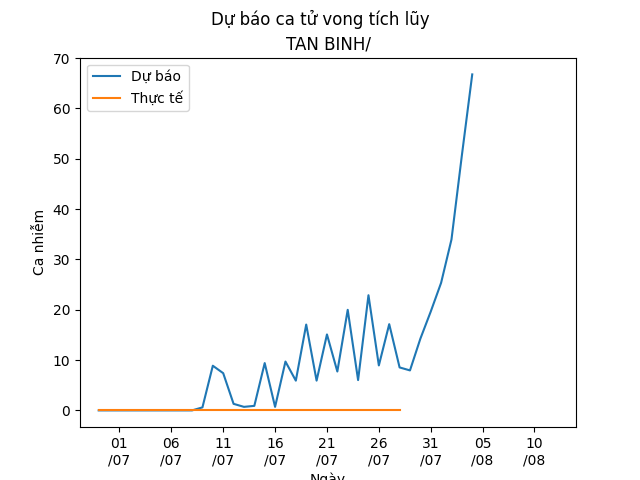 Dự báo ca tử vong tích lũy
TAN BINH/
Dự báo
Thực tế
Ca nhiễm
70
60
50
40
30
20
10
0
01 06 11 16 21 26 31 05 10
/07 /07 /07 /07 /07 /07 /07 /08 /08
Ngày